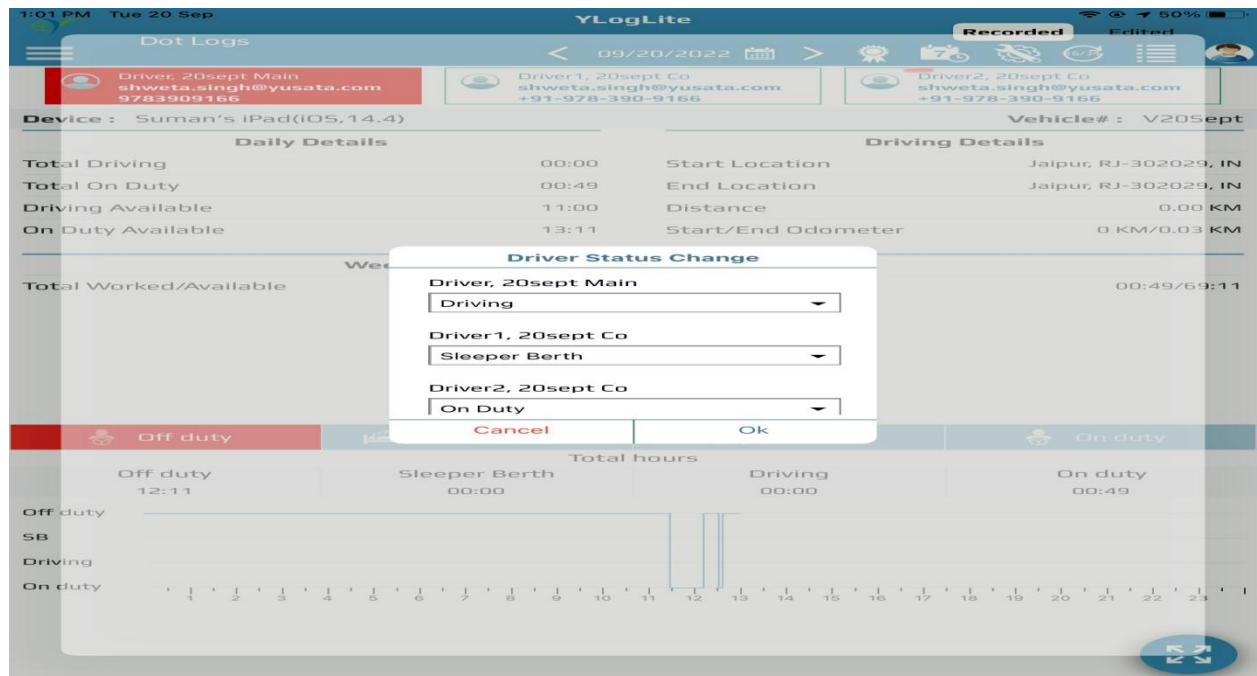 1:01 PM Tue 20 Sep
YLogLite
50%
Recorded
Edited
Dot Logs
< 09/20/2022 >
7
6/7
Driver, 20sept Main
shweta.singh@yusata.com
9783909166
Driver1, 20sept Co
shweta.singh@yusata.com
+91-978-390-9166
Driver2, 20sept Co
shweta.singh@yusata.com
+91-978-390-9166
Device : Suman's iPad(iOS,14.4)
Vehicle# : V20Sept
Daily Details
Driving Details
Total Driving 00:00
Start Location Jaipur, RJ-302029, IN
Total On Duty 00:49
End Location Jaipur, RJ-302029, IN
Driving Available 11:00
Distance 0.00 KM
On Duty Available 13:11
Start/End Odometer 0 KM/0.03 KM
Wee
Total Worked/Available 00:49/69:11
Driver Status Change
Driver, 20sept Main
Driving
Driver1, 20sept Co
Sleeper Berth
Driver2, 20sept Co
On Duty
Cancel Ok
Off duty
On duty
Total hours
Off duty Sleeper Berth Driving On duty
12:11 00:00 00:00 00:49
Off duty
SB
Driving
On duty
1 2 3 4 5 6 7 8 9 10 11 12 13 14 15 16 17 18 19 20 21 22 23